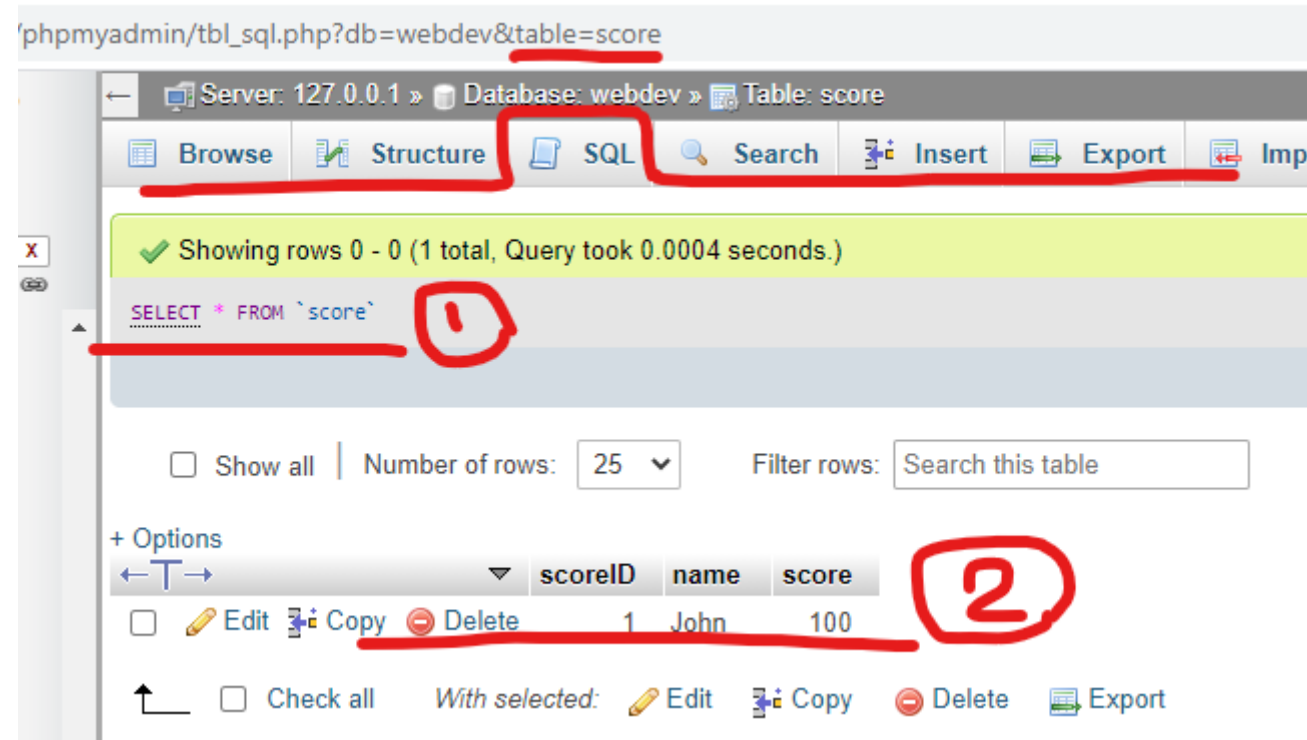 /phpmyadmin/tbl_sql.php?db=webdev&table=score
← Server: 127.0.0.1 » Database: webdev » Table: score
Browse Structure SQL Search Insert Export Imp
X
Showing rows 0 - 0 (1 total, Query took 0.0004 seconds.)
SELECT * FROM `score`
1
Show all | Number of rows: 25 Filter rows: Search this table
+ Options
←T→ scoreID name score
2
Edit Copy Delete 1 John 100
Check all With selected: Edit Copy Delete Export